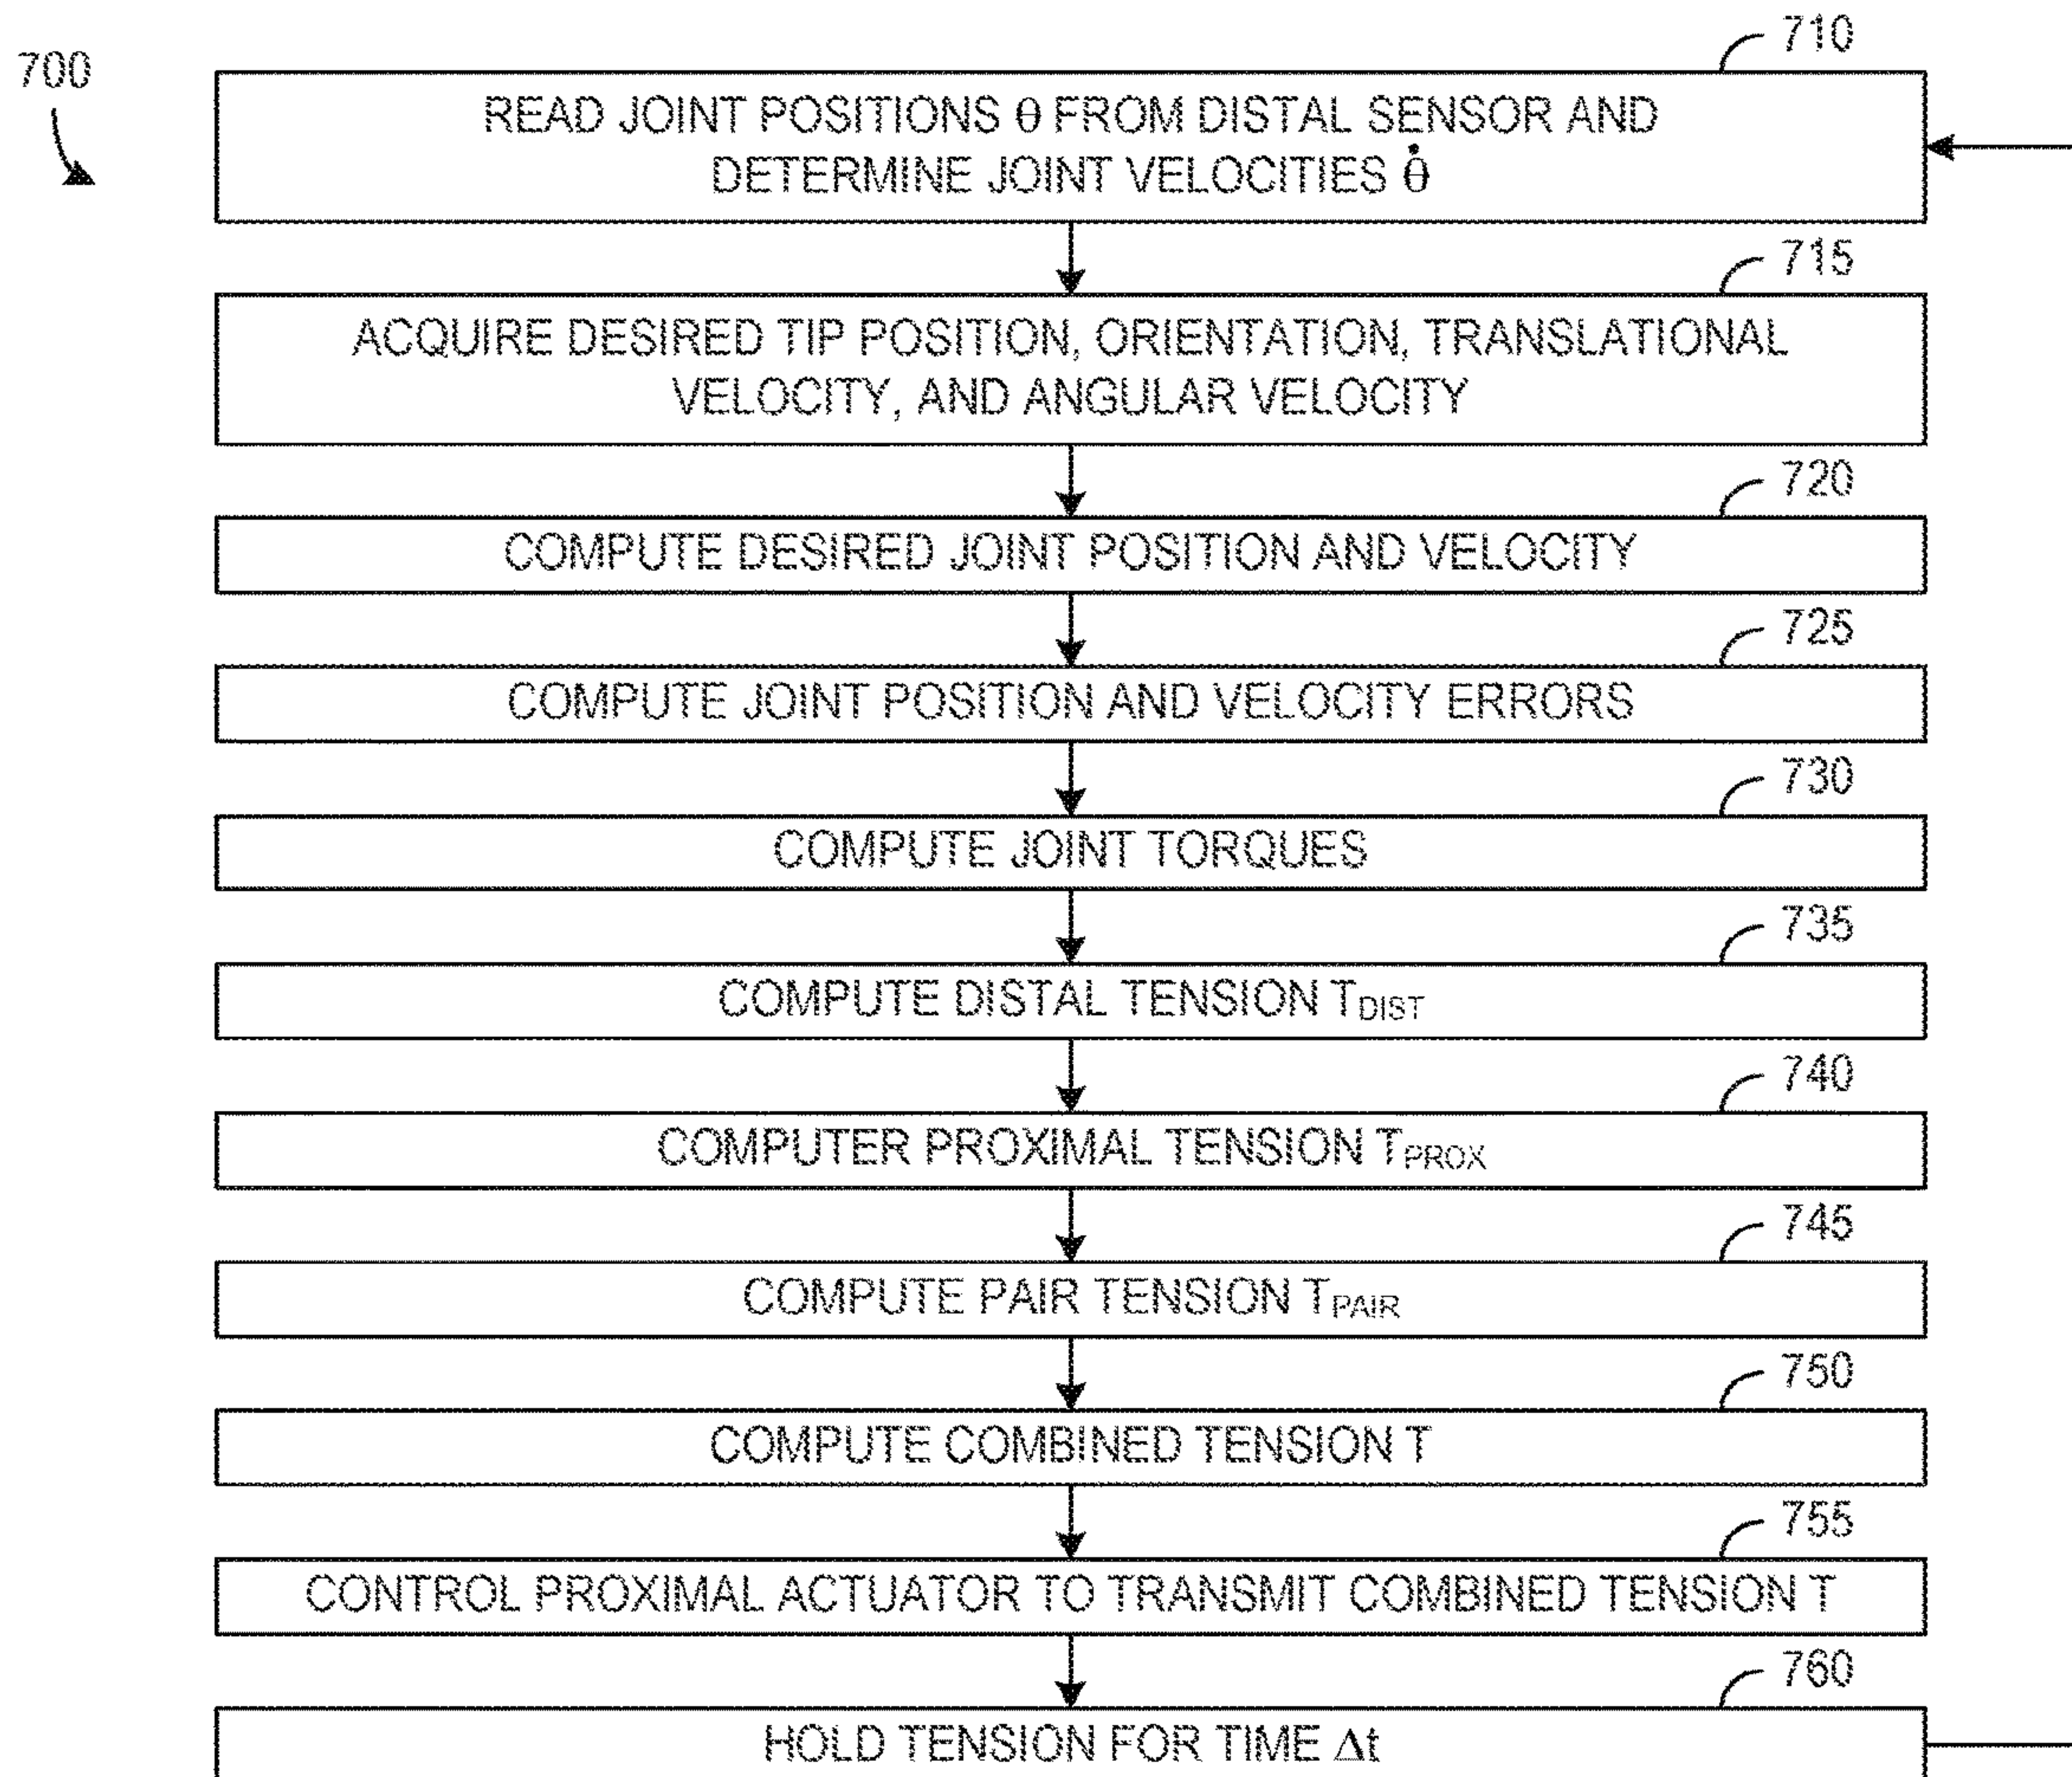 700
710
READ JOINT POSITIONS θ FROM DISTAL SENSOR AND
DETERMINE JOINT VELOCITIES θ̇
715
ACQUIRE DESIRED TIP POSITION, ORIENTATION, TRANSLATIONAL
VELOCITY, AND ANGULAR VELOCITY
720
COMPUTE DESIRED JOINT POSITION AND VELOCITY
725
COMPUTE JOINT POSITION AND VELOCITY ERRORS
730
COMPUTE JOINT TORQUES
735
COMPUTE DISTAL TENSION TDIST
740
COMPUTER PROXIMAL TENSION TPROX
745
COMPUTE PAIR TENSION TPAIR
750
COMPUTE COMBINED TENSION T
755
CONTROL PROXIMAL ACTUATOR TO TRANSMIT COMBINED TENSION T
760
HOLD TENSION FOR TIME Δt